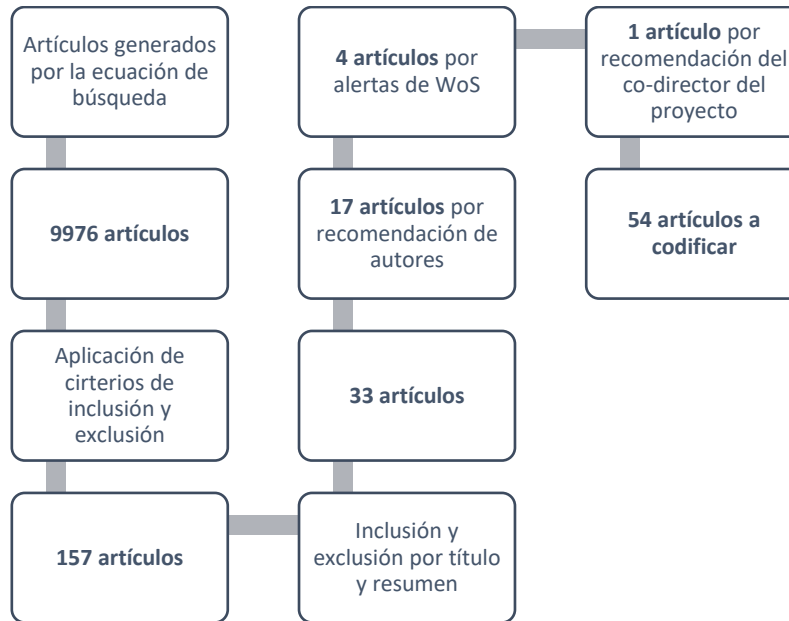 Artículos generados
por la ecuación de
búsqueda
9976 artículos
Aplicación de
cirterios de
inclusión y
exclusión
157 artículos
Inclusión y
exclusión por título
y resumen
33 artículos
17 artículos por
recomendación de
autores
4 artículos por
alertas de WoS
1 artículo por
recomendación del
co-director del
proyecto
54 artículos a
codificar